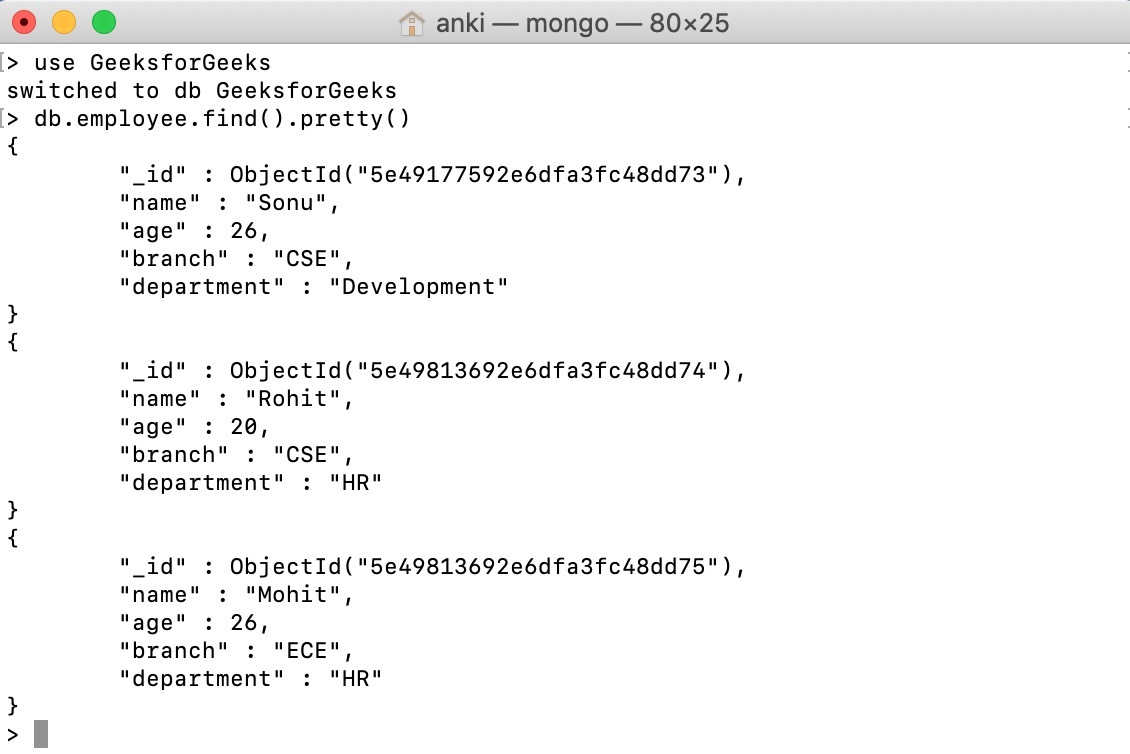 anki — mongo — 80×25
[> use GeeksforGeeks
switched to db GeeksforGeeks
[> db.employee.find().pretty()
{
        "_id" : ObjectId("5e49177592e6dfa3fc48dd73"),
        "name" : "Sonu",
        "age" : 26,
        "branch" : "CSE",
        "department" : "Development"
}
{
        "_id" : ObjectId("5e49813692e6dfa3fc48dd74"),
        "name" : "Rohit",
        "age" : 20,
        "branch" : "CSE",
        "department" : "HR"
}
{
        "_id" : ObjectId("5e49813692e6dfa3fc48dd75"),
        "name" : "Mohit",
        "age" : 26,
        "branch" : "ECE",
        "department" : "HR"
}
>